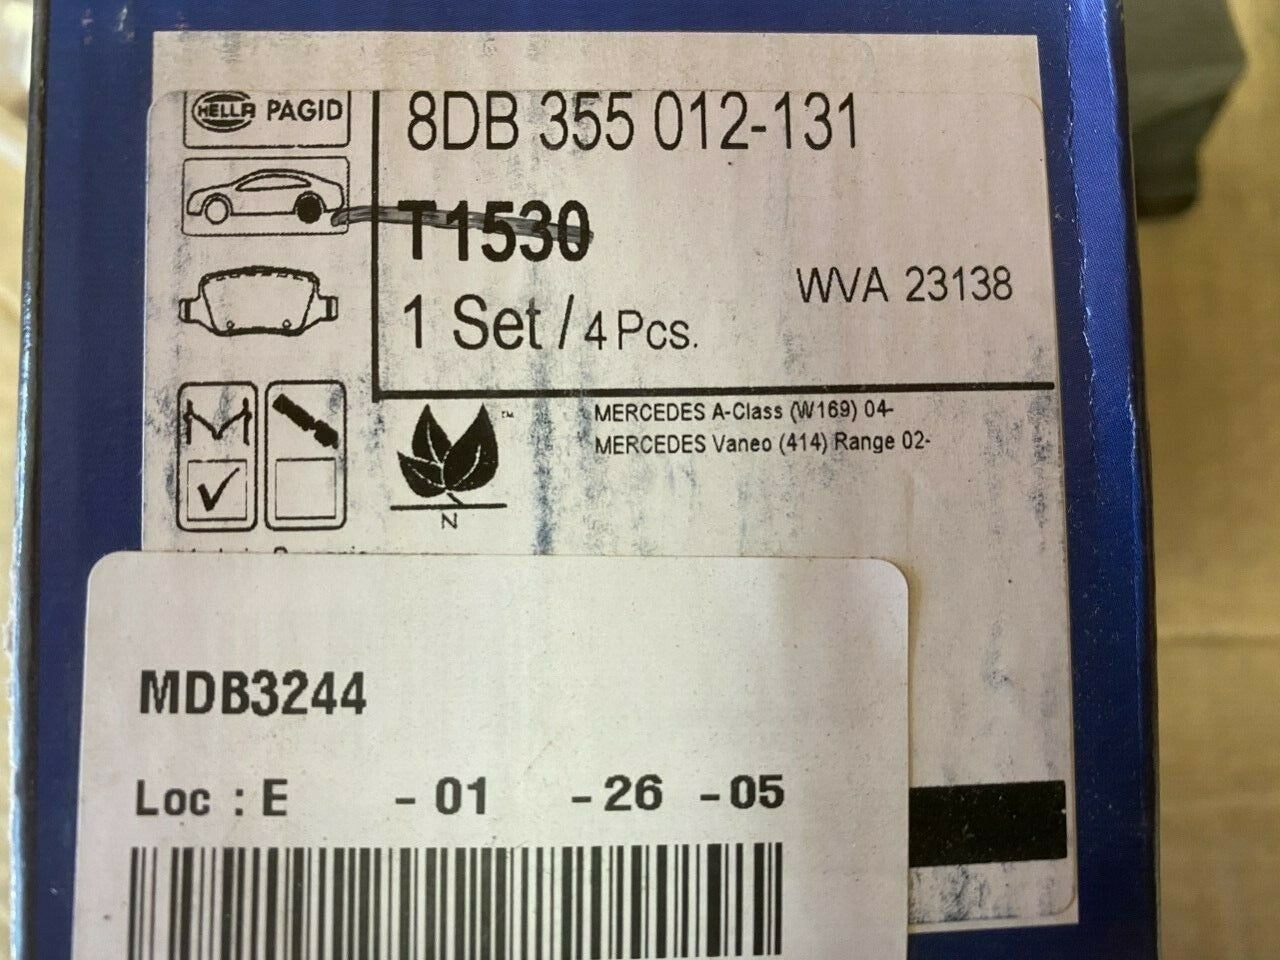 HELLA PAGID
8DB 355 012-131
T1530
WVA 23138
1 Set / 4 Pcs.
MERCEDES A-Class (W169) 04-
MERCEDES Vaneo (414) Range 02-
TM
N
MDB3244
Loc : E - 01 - 26 - 05